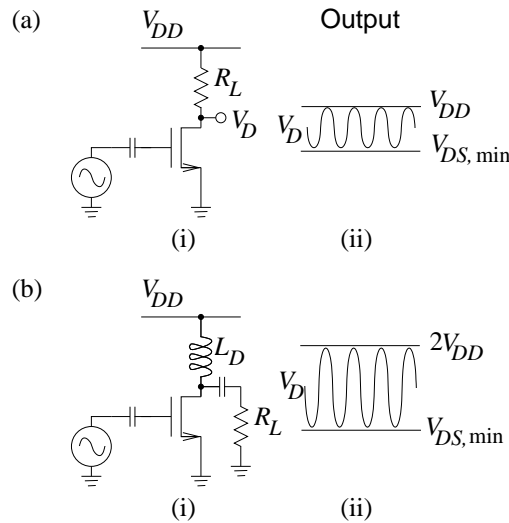 (a) Output
V_DD
R_L
V_D
V_DD
V_D
V_DS, min
(i) (ii)
(b)
V_DD
L_D
2V_DD
V_D
R_L
V_DS, min
(i) (ii)